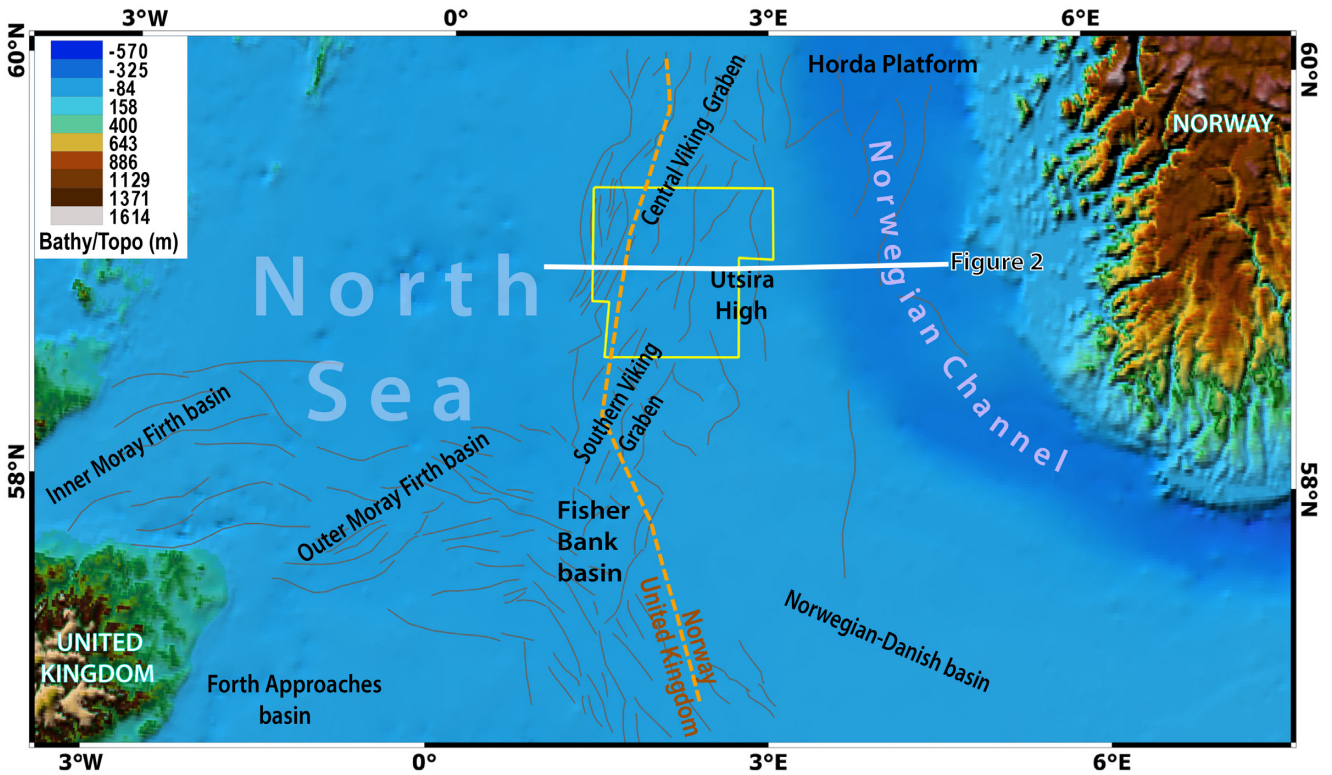 3°W 0° 3°E 6°E
60°N
60°N
-570
-325
-84
158
400
643
886
1129
1371
1614
Bathy/Topo (m)
Horda Platform
NORWAY
Central Viking Graben
Norwegian Channel
North
Sea
Figure 2
Utsira
High
Southern Viking
Graben
Inner Moray Firth basin
Outer Moray Firth basin
58°N
58°N
Fisher
Bank
basin
Norway
United Kingdom
Norwegian-Danish basin
UNITED
KINGDOM
Forth Approaches
basin
3°W 0° 3°E 6°E